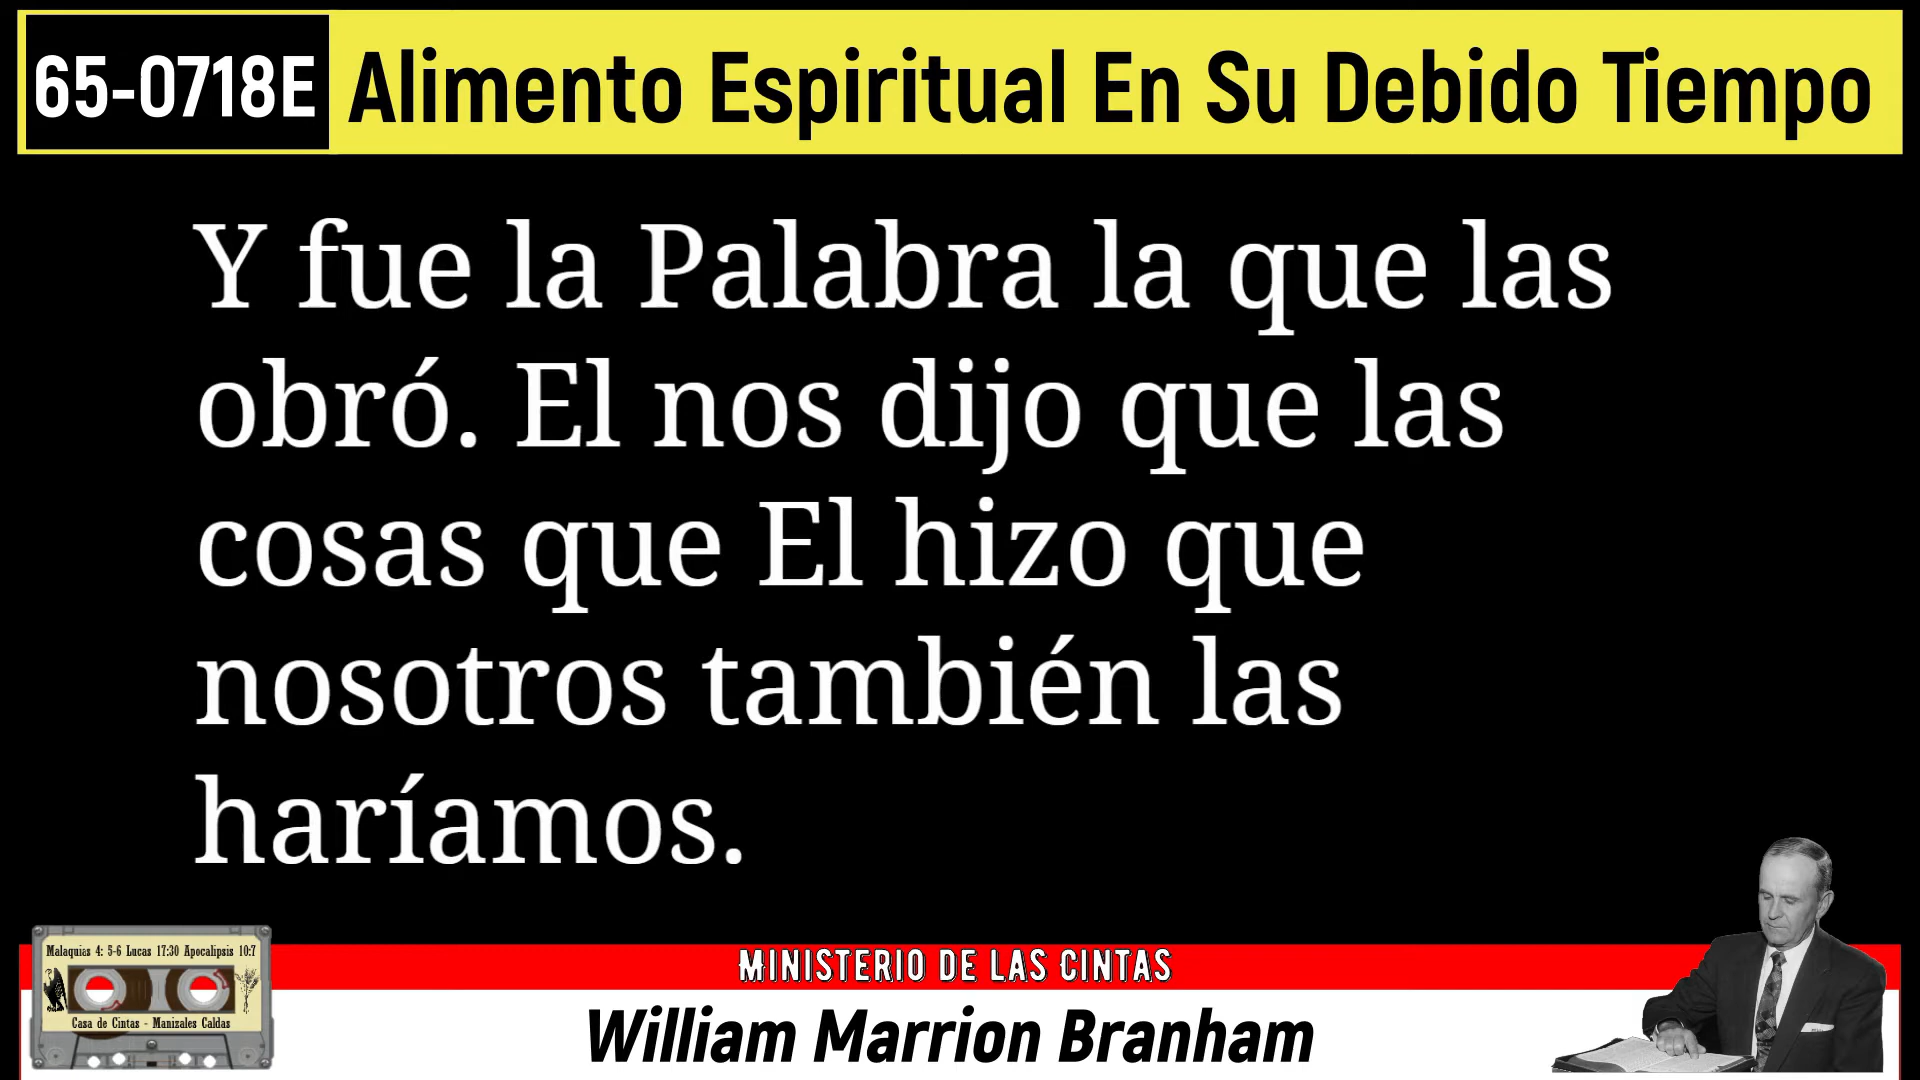 65-0718E Alimento Espiritual En Su Debido Tiempo
Y fue la Palabra la que las
obró. El nos dijo que las
cosas que El hizo que
nosotros también las
haríamos.
Malaquias 4: 5-6 Lucas 17:30 Apocalipsis 10:7
Casa de Cintas - Manizales Caldas
MINISTERIO DE LAS CINTAS
William Marrion Branham